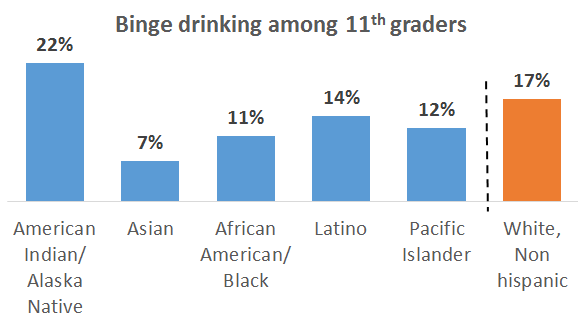 Binge drinking among 11th graders
22%
7%
11%
14%
12%
17%
American
Indian/
Alaska
Native
Asian
African
American/
Black
Latino
Pacific
Islander
White,
Non
hispanic